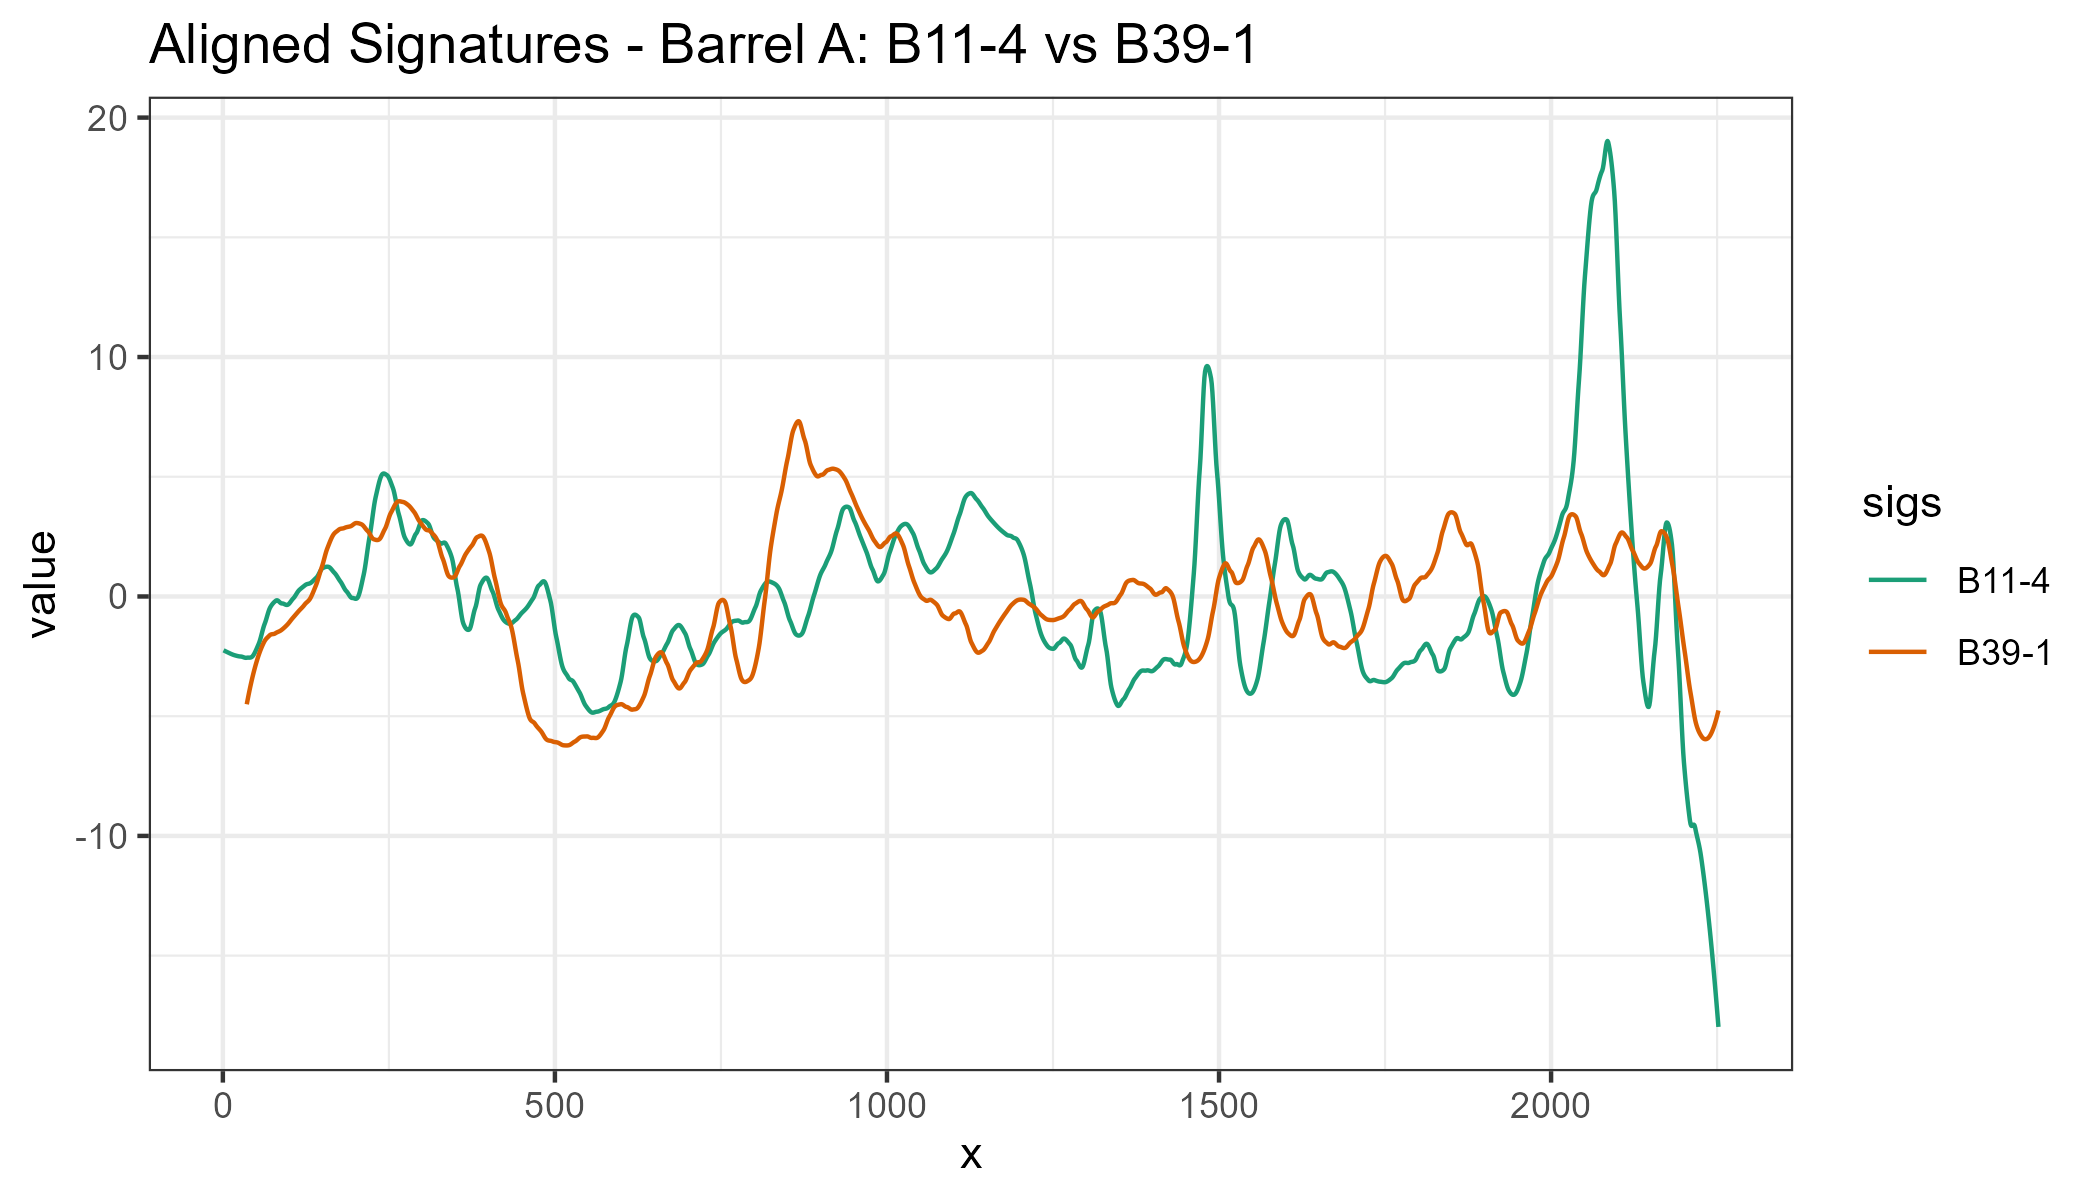 Aligned Signatures - Barrel A: B11-4 vs B39-1
20
10
0
-10
value
0 500 1000 1500 2000
x
sigs
B11-4
B39-1